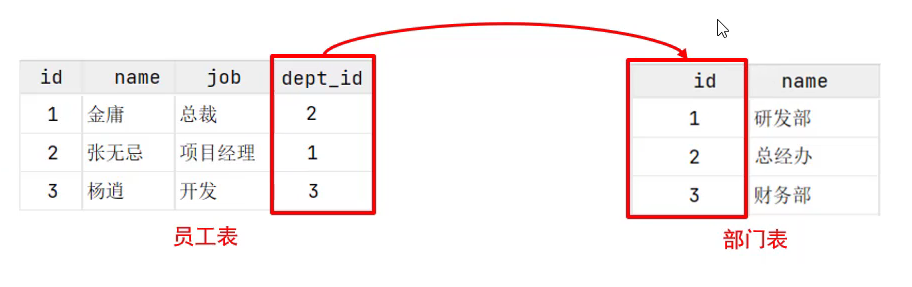 id name job dept_id
1 金庸 总裁 2
2 张无忌 项目经理 1
3 杨逍 开发 3
员工表
id name
1 研发部
2 总经办
3 财务部
部门表